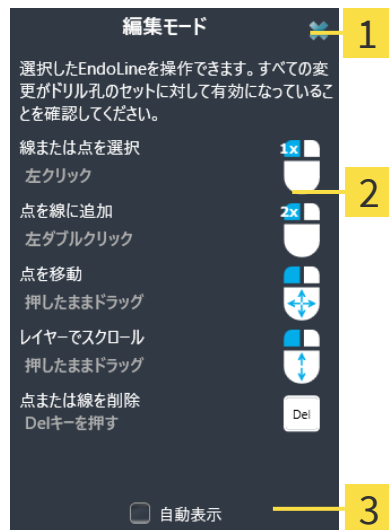 編集モード
1
選択したEndoLineを操作できます。すべての変
更がドリル孔のセットに対して有効になっているこ
とを確認してください。
線または点を選択
1x
左クリック
2
点を線に追加
2x
左ダブルクリック
点を移動
押したままドラッグ
レイヤーでスクロール
押したままドラッグ
点または線を削除
Del
Delキーを押す
自動表示
3